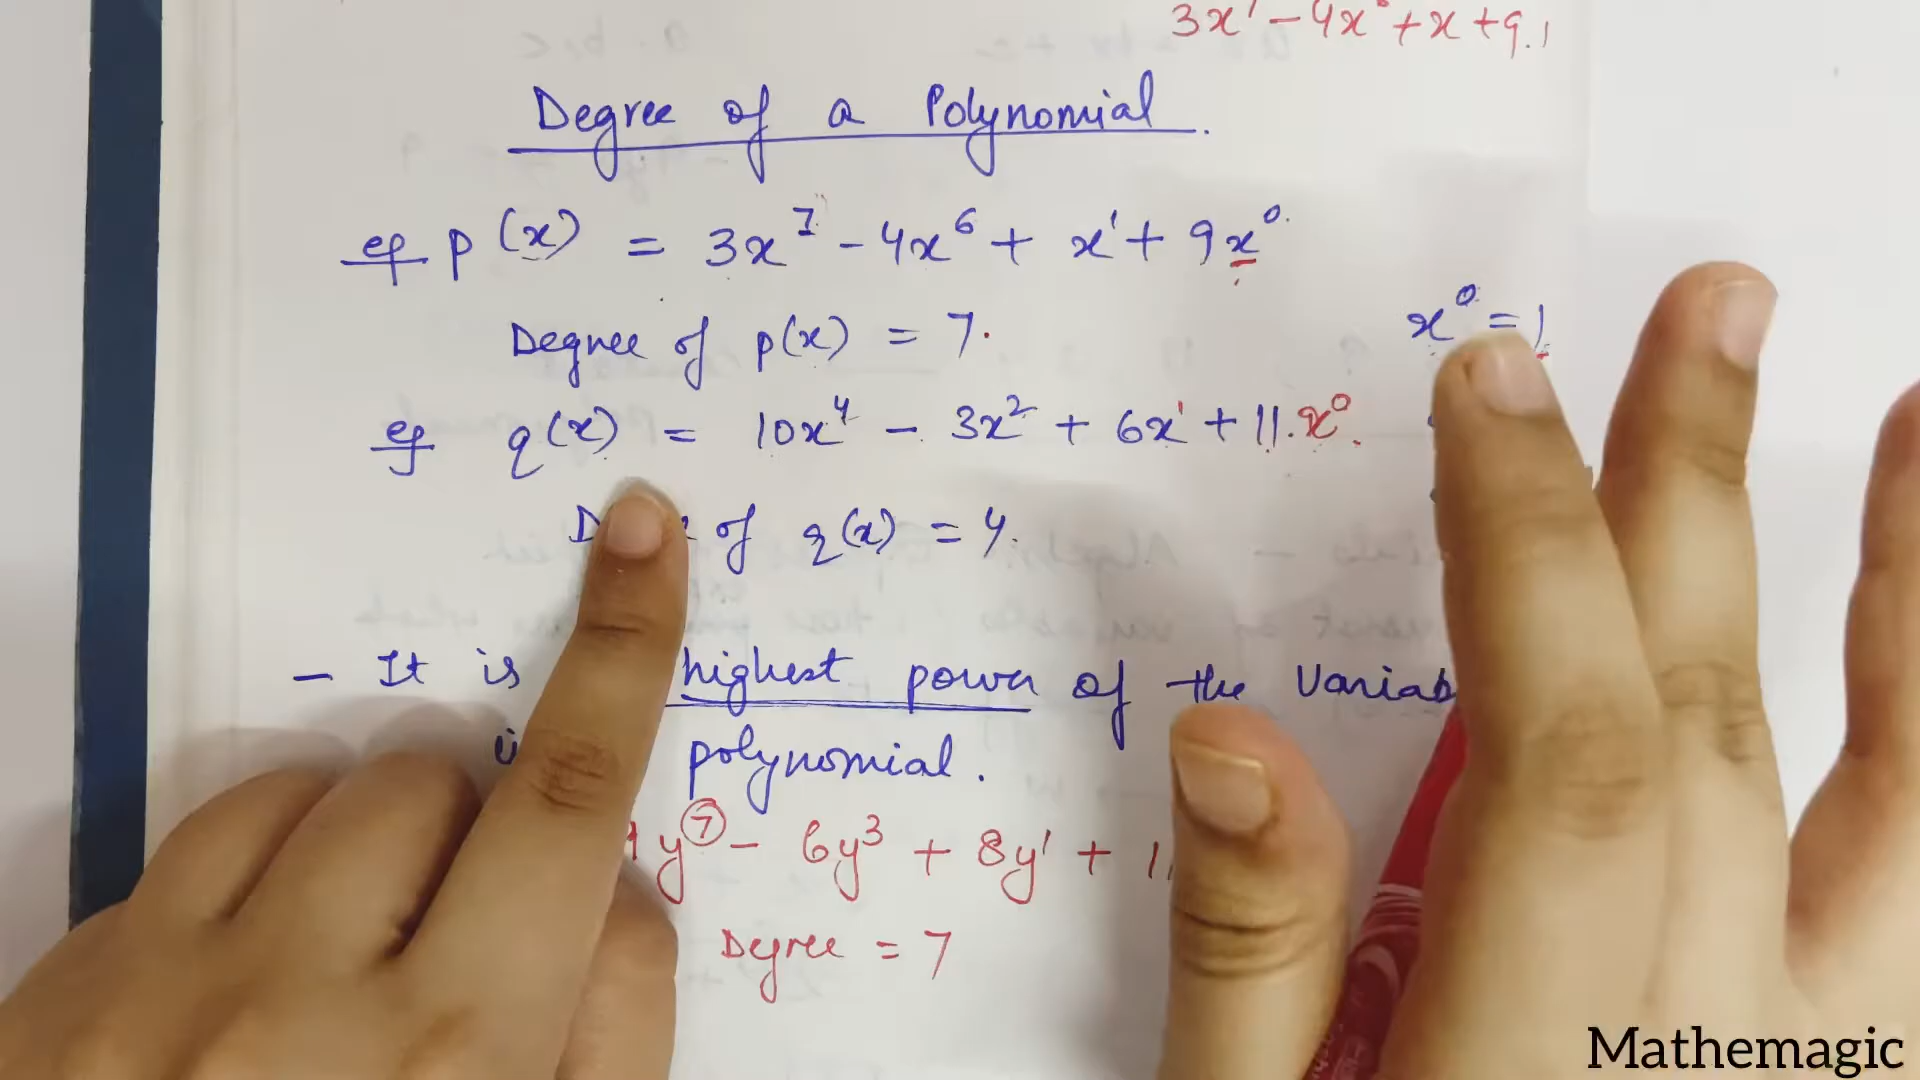 3x⁷ - 4x⁶ + x + 9.1
Degree of a Polynomial.
eg p(x) = 3x⁷ - 4x⁶ + x¹ + 9x⁰
x⁰ = 1
Degree of p(x) = 7.
eg q(x) = 10x⁴ - 3x² + 6x¹ + 11.x⁰.
of q(x) = 4.
- It is highest power of the Variab
polynomial.
y⁷ - 6y³ + 8y¹ + 11
Degree = 7
Mathemagic